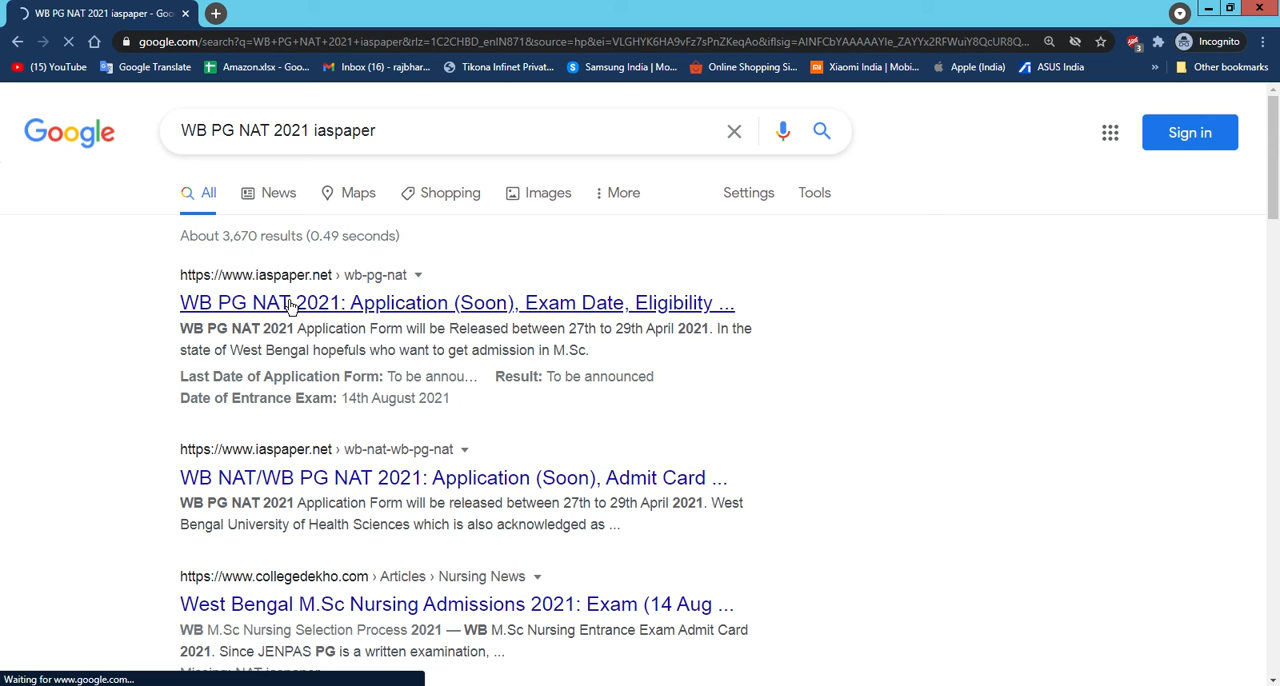 WB PG NAT 2021 iaspaper - Goo
google.com/search?q=WB+PG+NAT+2021+iaspaper&rlz=1C2CHBD_enIN871&source=hp&ei=VLGHYK6HA9vFz7sPnZKeqAo&iflsig=AINFCbYAAAAAYIe_ZAYYx2RFWuiY8QcUR8Q... Incognito
(15) YouTube Google Translate Amazon.xlsx - Goo... Inbox (16) - rajbhar... Tikona Infinet Privat... Samsung India | Mo... Online Shopping Si... Xiaomi India | Mobi... Apple (India) ASUS India » Other bookmarks
Google WB PG NAT 2021 iaspaper Sign in
All News Maps Shopping Images More Settings Tools
About 3,670 results (0.49 seconds)
https://www.iaspaper.net › wb-pg-nat
WB PG NAT 2021: Application (Soon), Exam Date, Eligibility ...
WB PG NAT 2021 Application Form will be Released between 27th to 29th April 2021. In the
state of West Bengal hopefuls who want to get admission in M.Sc.
Last Date of Application Form: To be annou... Result: To be announced
Date of Entrance Exam: 14th August 2021
https://www.iaspaper.net › wb-nat-wb-pg-nat
WB NAT/WB PG NAT 2021: Application (Soon), Admit Card ...
WB PG NAT 2021 Application Form will be released between 27th to 29th April 2021. West
Bengal University of Health Sciences which is also acknowledged as ...
https://www.collegedekho.com › Articles › Nursing News
West Bengal M.Sc Nursing Admissions 2021: Exam (14 Aug ...
WB M.Sc Nursing Selection Process 2021 — WB M.Sc Nursing Entrance Exam Admit Card
2021. Since JENPAS PG is a written examination, ...
Waiting for www.google.com...